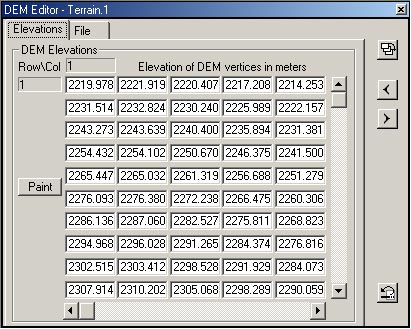 DEM Editor - Terrain.1
Elevations File
DEM Elevations
Row\Col 1 Elevation of DEM vertices in meters
1 2219.978 2221.919 2220.407 2217.208 2214.253
2231.514 2232.824 2230.240 2225.989 2222.157
2243.273 2243.639 2240.400 2235.894 2231.381
2254.432 2254.102 2250.670 2246.375 2241.500
2265.447 2265.032 2261.319 2256.688 2251.279
Paint
2276.093 2276.380 2272.238 2266.475 2260.306
2286.136 2287.060 2282.527 2275.811 2268.823
2294.968 2296.028 2291.265 2284.374 2276.816
2302.515 2303.412 2298.528 2291.929 2284.073
2307.914 2310.202 2305.068 2298.289 2290.059